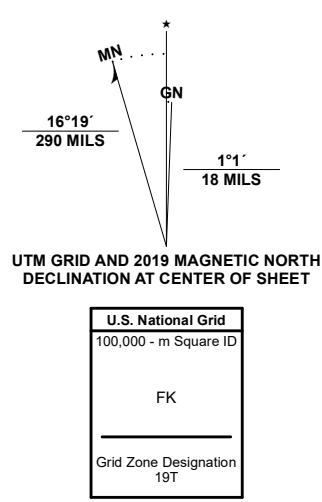 ★
MN
GN
16°19´
290 MILS
1°1´
18 MILS
UTM GRID AND 2019 MAGNETIC NORTH
DECLINATION AT CENTER OF SHEET
U.S. National Grid
100,000 - m Square ID
FK
Grid Zone Designation
19T